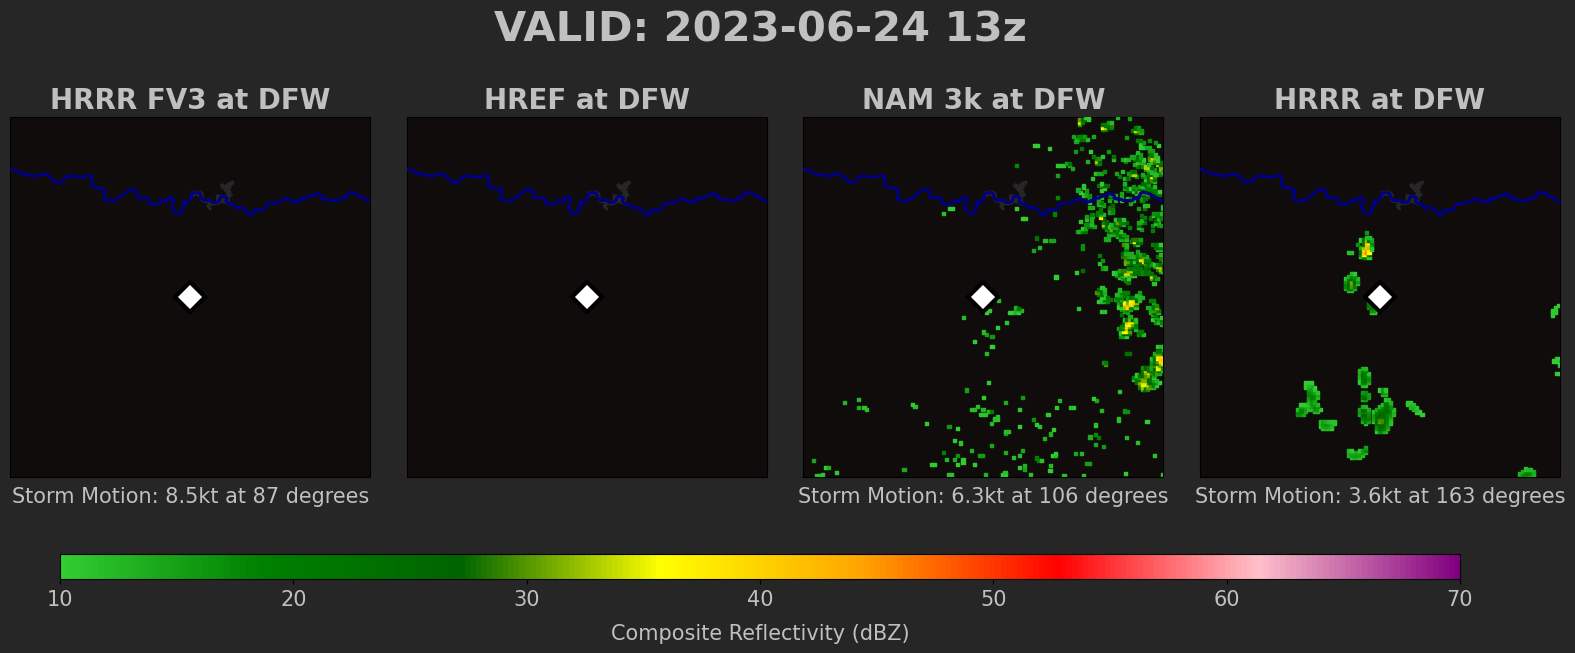 VALID: 2023-06-24 13z
HRRR FV3 at DFW
HREF at DFW
NAM 3k at DFW
HRRR at DFW
Storm Motion: 8.5kt at 87 degrees
Storm Motion: 6.3kt at 106 degrees
Storm Motion: 3.6kt at 163 degrees
10 20 30 40 50 60 70
Composite Reflectivity (dBZ)